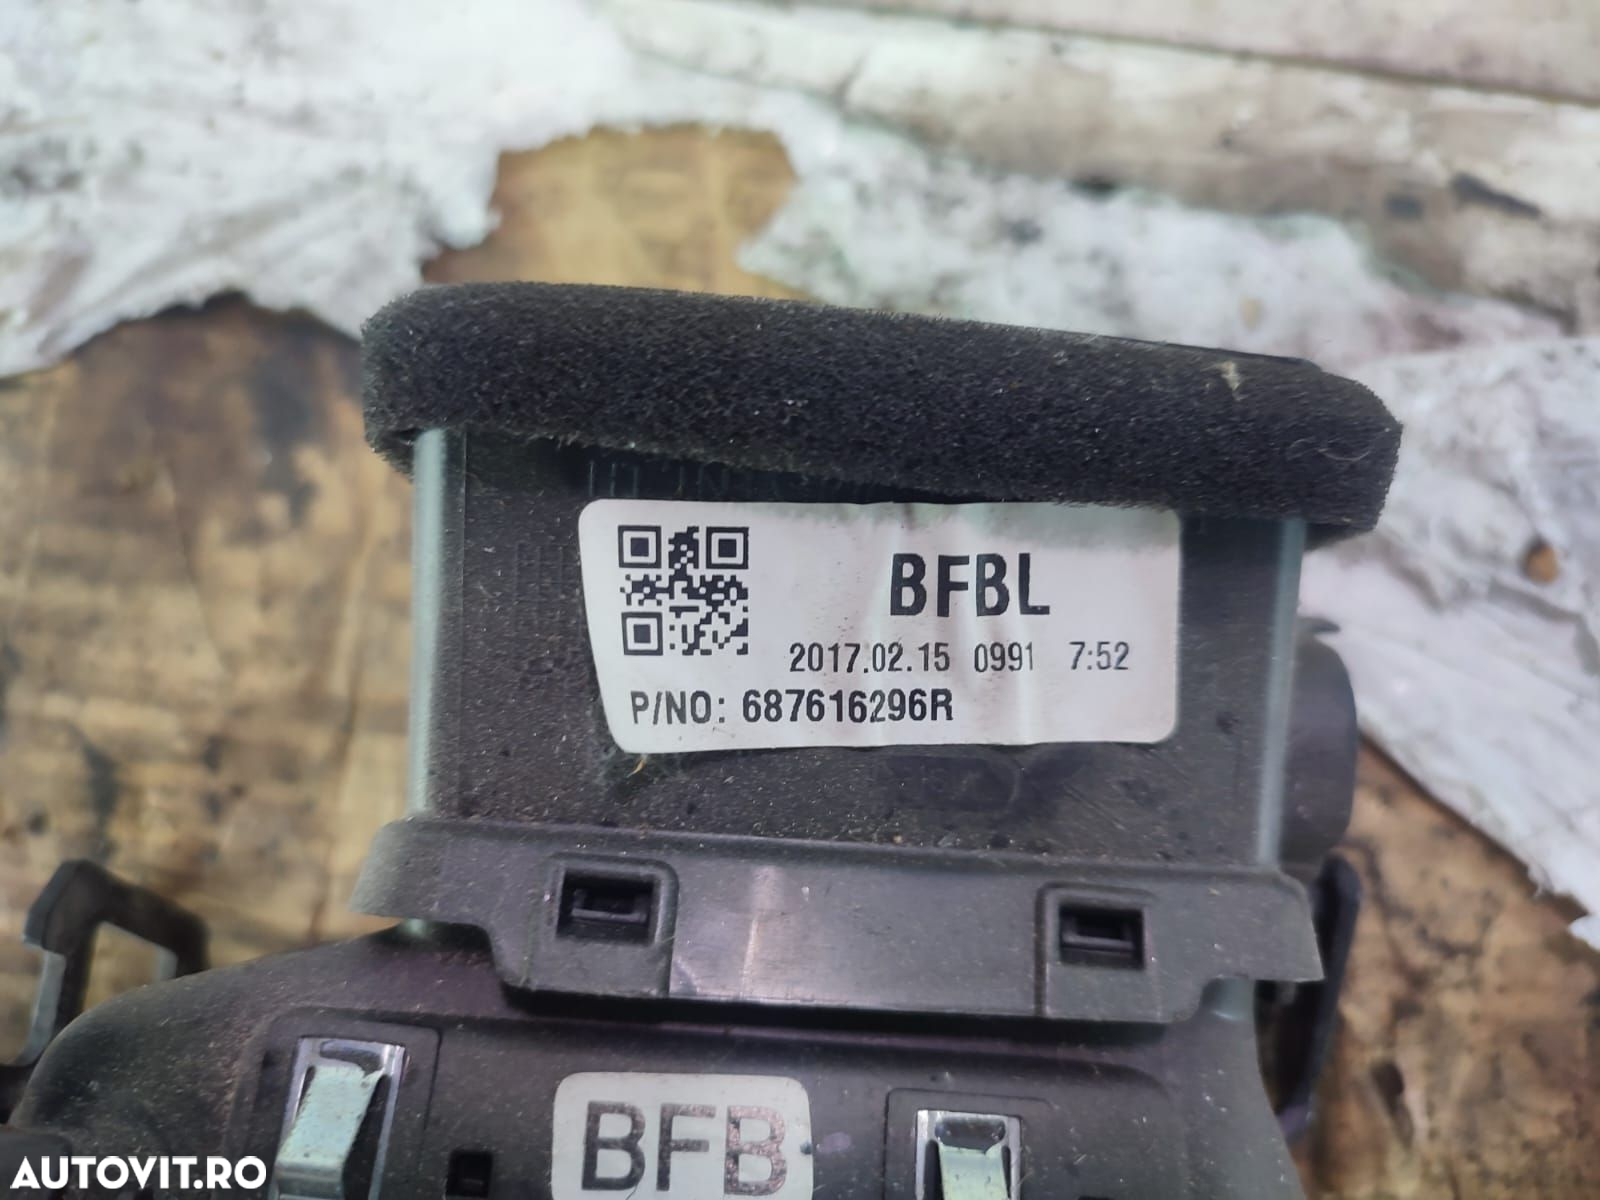 BFBL
2017.02.15 0991 7:52
P/NO: 687616296R
BFB
AUTOVIT.RO